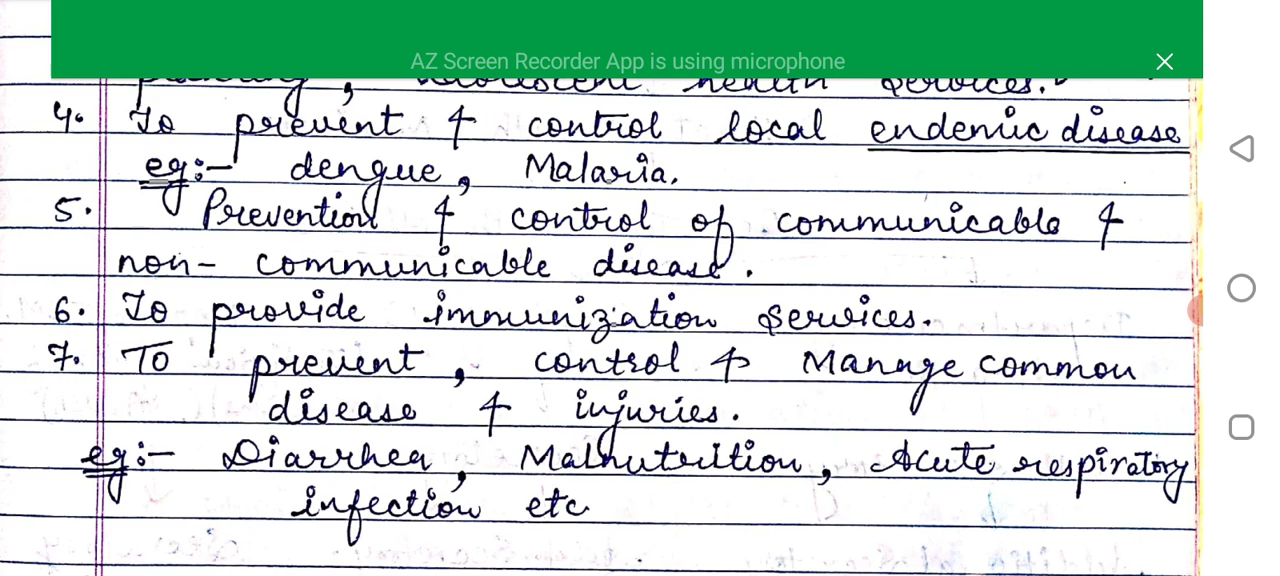 AZ Screen Recorder App is using microphone
health services.
4. To prevent & control local endemic disease
eg:- dengue, Malaria.
5. Prevention & control of communicable &
non- communicable disease.
6. To provide immunization services.
7. To prevent, control & Manage common
disease & injuries.
eg:- Diarrhea, Malnutrition, Acute respiratory
infection etc